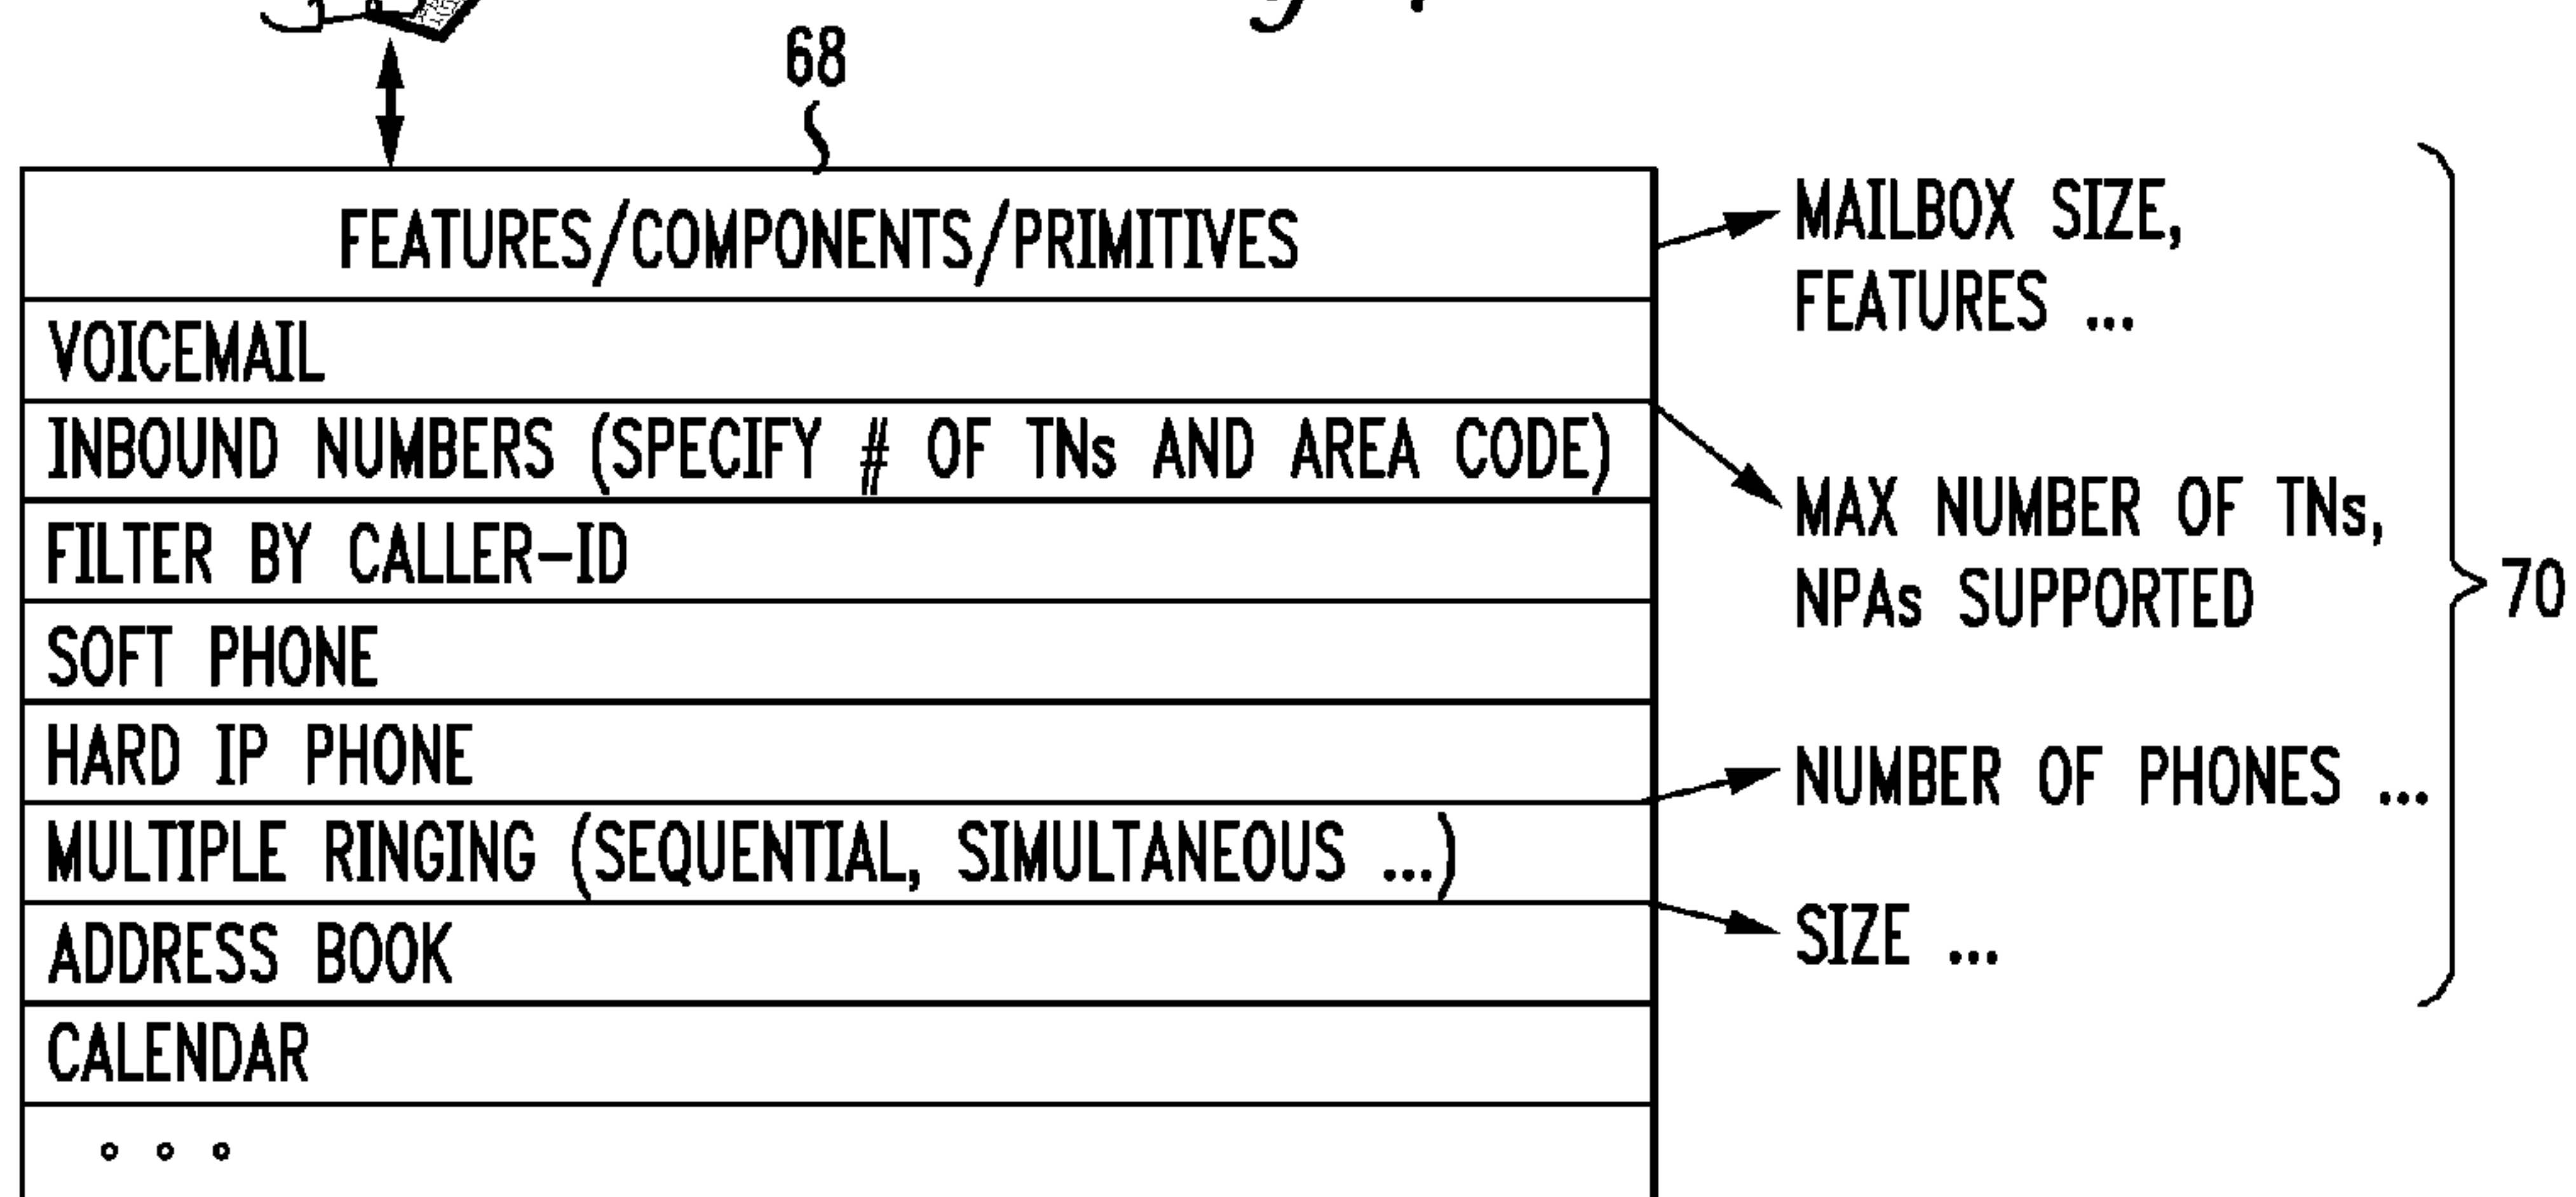 68
FEATURES/COMPONENTS/PRIMITIVES
VOICEMAIL
INBOUND NUMBERS (SPECIFY # OF TNs AND AREA CODE)
FILTER BY CALLER-ID
SOFT PHONE
HARD IP PHONE
MULTIPLE RINGING (SEQUENTIAL, SIMULTANEOUS ...)
ADDRESS BOOK
CALENDAR
MAILBOX SIZE,
FEATURES ...
MAX NUMBER OF TNs,
NPAs SUPPORTED
NUMBER OF PHONES ...
SIZE ...
70